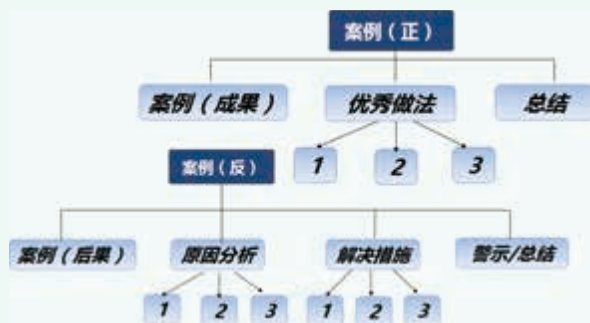 案例（正）
案例（成果） 优秀做法 总结
1 2 3
案例（反）
案例（后果） 原因分析 解决措施 警示/总结
1 2 3 1 2 3